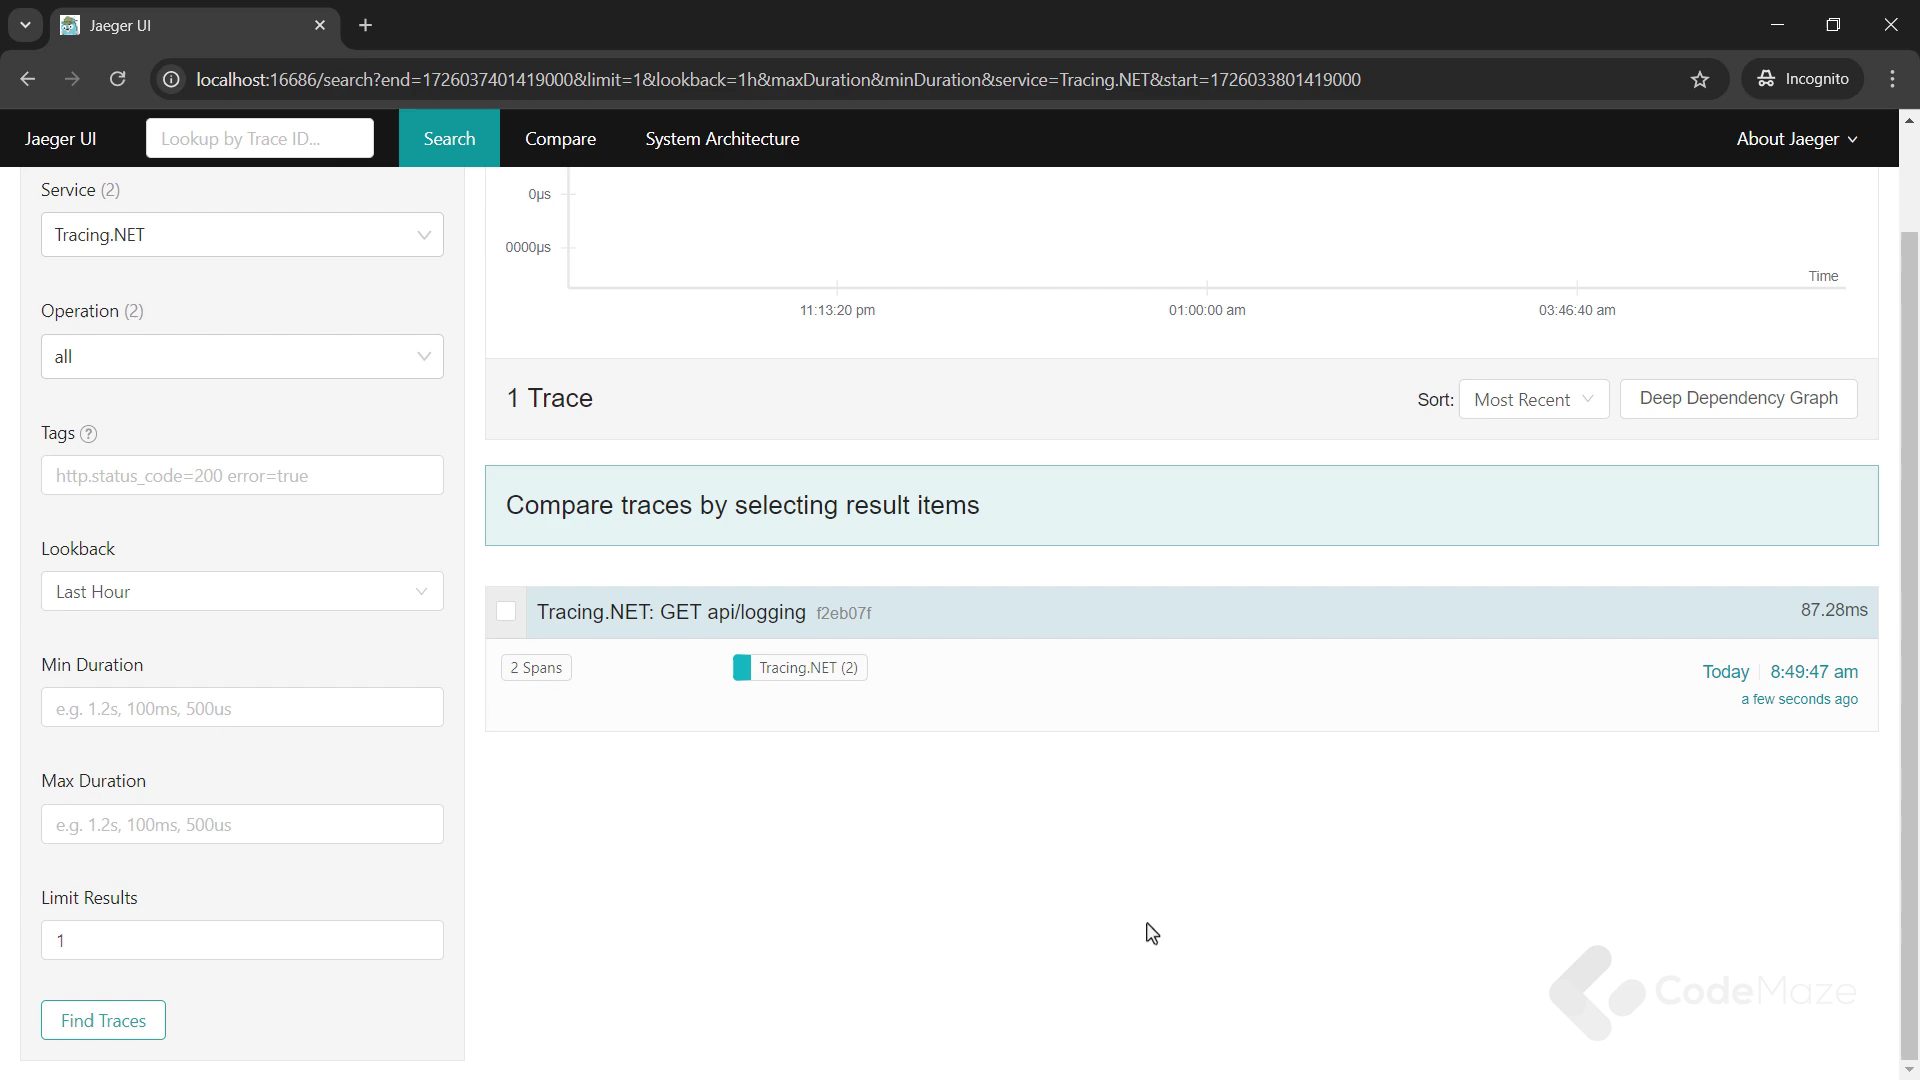 Jaeger UI
localhost:16686/search?end=1726037401419000&limit=1&lookback=1h&maxDuration&minDuration&service=Tracing.NET&start=1726033801419000
Incognito
Jaeger UI
Lookup by Trace ID...
Search
Compare
System Architecture
About Jaeger
Service (2)
Tracing.NET
Operation (2)
all
Tags ?
http.status_code=200 error=true
Lookback
Last Hour
Min Duration
e.g. 1.2s, 100ms, 500us
Max Duration
e.g. 1.2s, 100ms, 500us
Limit Results
1
Find Traces
0μs
0000μs
Time
11:13:20 pm
01:00:00 am
03:46:40 am
1 Trace
Sort: Most Recent
Deep Dependency Graph
Compare traces by selecting result items
Tracing.NET: GET api/logging f2eb07f
87.28ms
2 Spans
Tracing.NET (2)
Today 8:49:47 am
a few seconds ago
CodeMaze